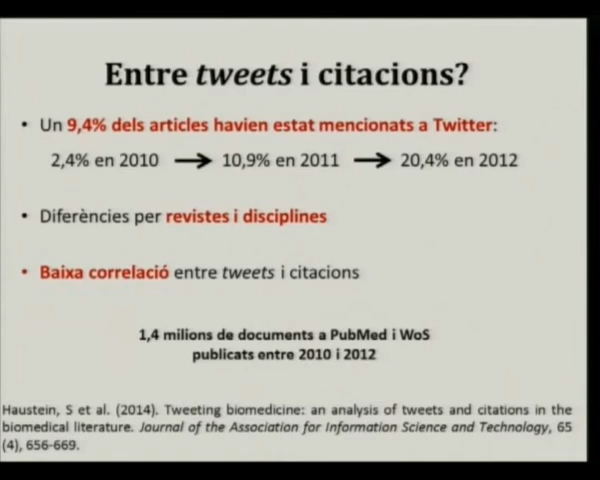 Entre tweets i citacions?
• Un 9,4% dels articles havien estat mencionats a Twitter:
2,4% en 2010 → 10,9% en 2011 → 20,4% en 2012
• Diferències per revistes i disciplines
• Baixa correlació entre tweets i citacions
1,4 milions de documents a PubMed i WoS
publicats entre 2010 i 2012
Haustein, S et al. (2014). Tweeting biomedicine: an analysis of tweets and citations in the
biomedical literature. Journal of the Association for Information Science and Technology, 65
(4), 656-669.